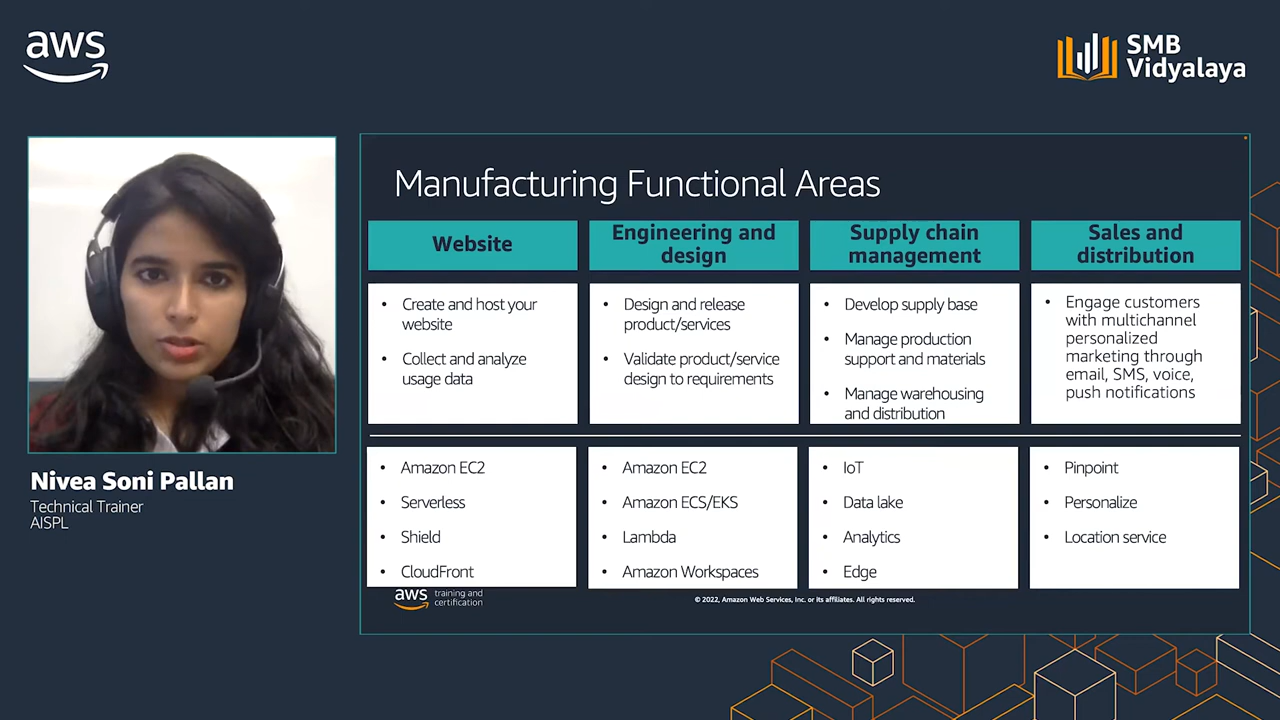 aws
SMB
Vidyalaya
Manufacturing Functional Areas
Website
Engineering and
design
Supply chain
management
Sales and
distribution
• Create and host your
website
• Collect and analyze
usage data
• Design and release
product/services
• Validate product/service
design to requirements
• Develop supply base
• Manage production
support and materials
• Manage warehousing
and distribution
• Engage customers
with multichannel
personalized
marketing through
email, SMS, voice,
push notifications
• Amazon EC2
• Serverless
• Shield
• CloudFront
• Amazon EC2
• Amazon ECS/EKS
• Lambda
• Amazon Workspaces
• IoT
• Data lake
• Analytics
• Edge
• Pinpoint
• Personalize
• Location service
Nivea Soni Pallan
Technical Trainer
AISPL
aws
training and
certification
© 2022, Amazon Web Services, Inc. or its affiliates. All rights reserved.